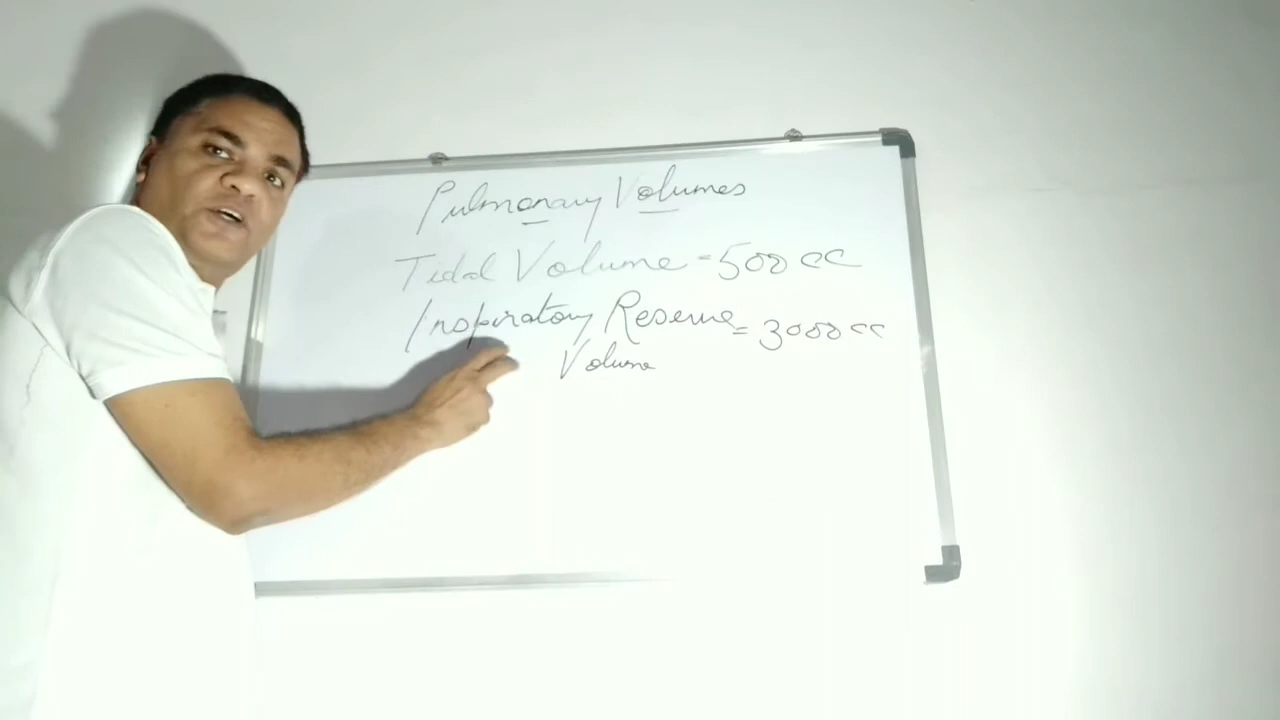 Pulmonary Volumes
Tidal Volume = 500 cc
Inspiratory Reserve = 3000 cc
Volume